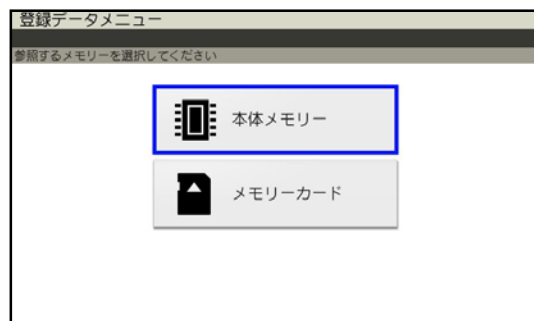 登録データメニュー
参照するメモリーを選択してください
本体メモリー
メモリーカード